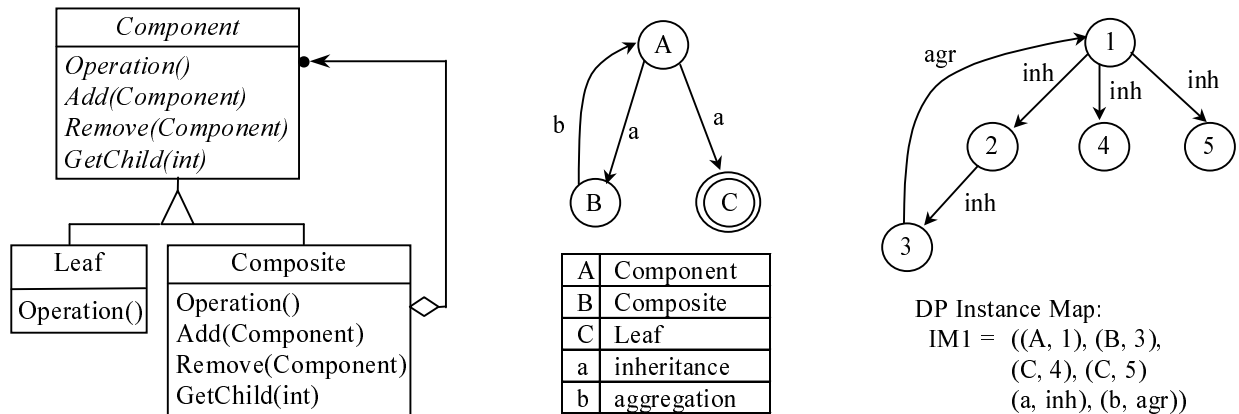 Component
Operation()
Add(Component)
Remove(Component)
GetChild(int)
Leaf
Operation()
Composite
Operation()
Add(Component)
Remove(Component)
GetChild(int)
A
b
a
a
B
C
A Component
B Composite
C Leaf
a inheritance
b aggregation
1
agr
inh
inh
inh
2
4
5
inh
3
DP Instance Map:
IM1 = ((A, 1), (B, 3),
(C, 4), (C, 5)
(a, inh), (b, agr))